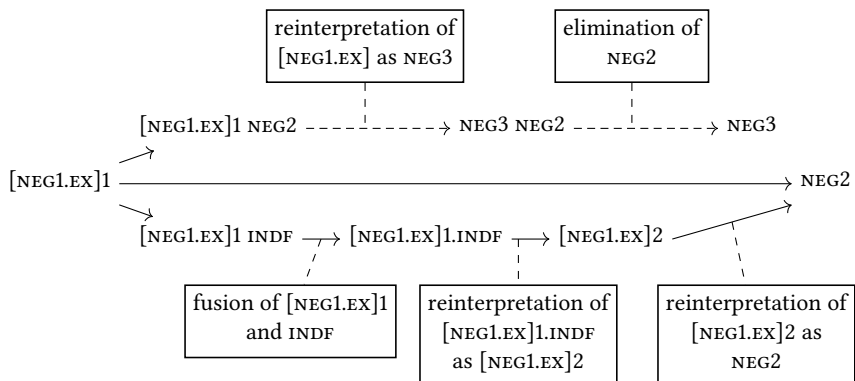 reinterpretation of
[NEG1.EX] as NEG3
elimination of
NEG2
[NEG1.EX]1 NEG2
NEG3 NEG2
NEG3
[NEG1.EX]1
NEG2
[NEG1.EX]1 INDF
[NEG1.EX]1.INDF
[NEG1.EX]2
fusion of [NEG1.EX]1
and INDF
reinterpretation of
[NEG1.EX]1.INDF
as [NEG1.EX]2
reinterpretation of
[NEG1.EX]2 as
NEG2